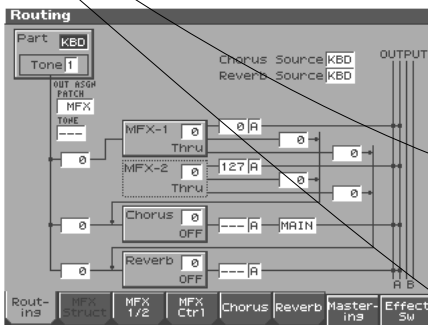 Routing
Part KBD
Tone 1
Chorus Source KBD
Reverb Source KBD
OUTPUT
OUT ASGN
PATCH
MFX
TONE
---
MFX-1 0
Thru
0 A
0
0
0
MFX-2 0
Thru
127 A
0
0
Chorus 0
OFF
0
--- A
MAIN
Reverb 0
OFF
0
--- A
A B
Rout-
ing
MFX
Struct
MFX
1/2
MFX
Ctrl
Chorus
Reverb
Master-
ing
Effect
Sw